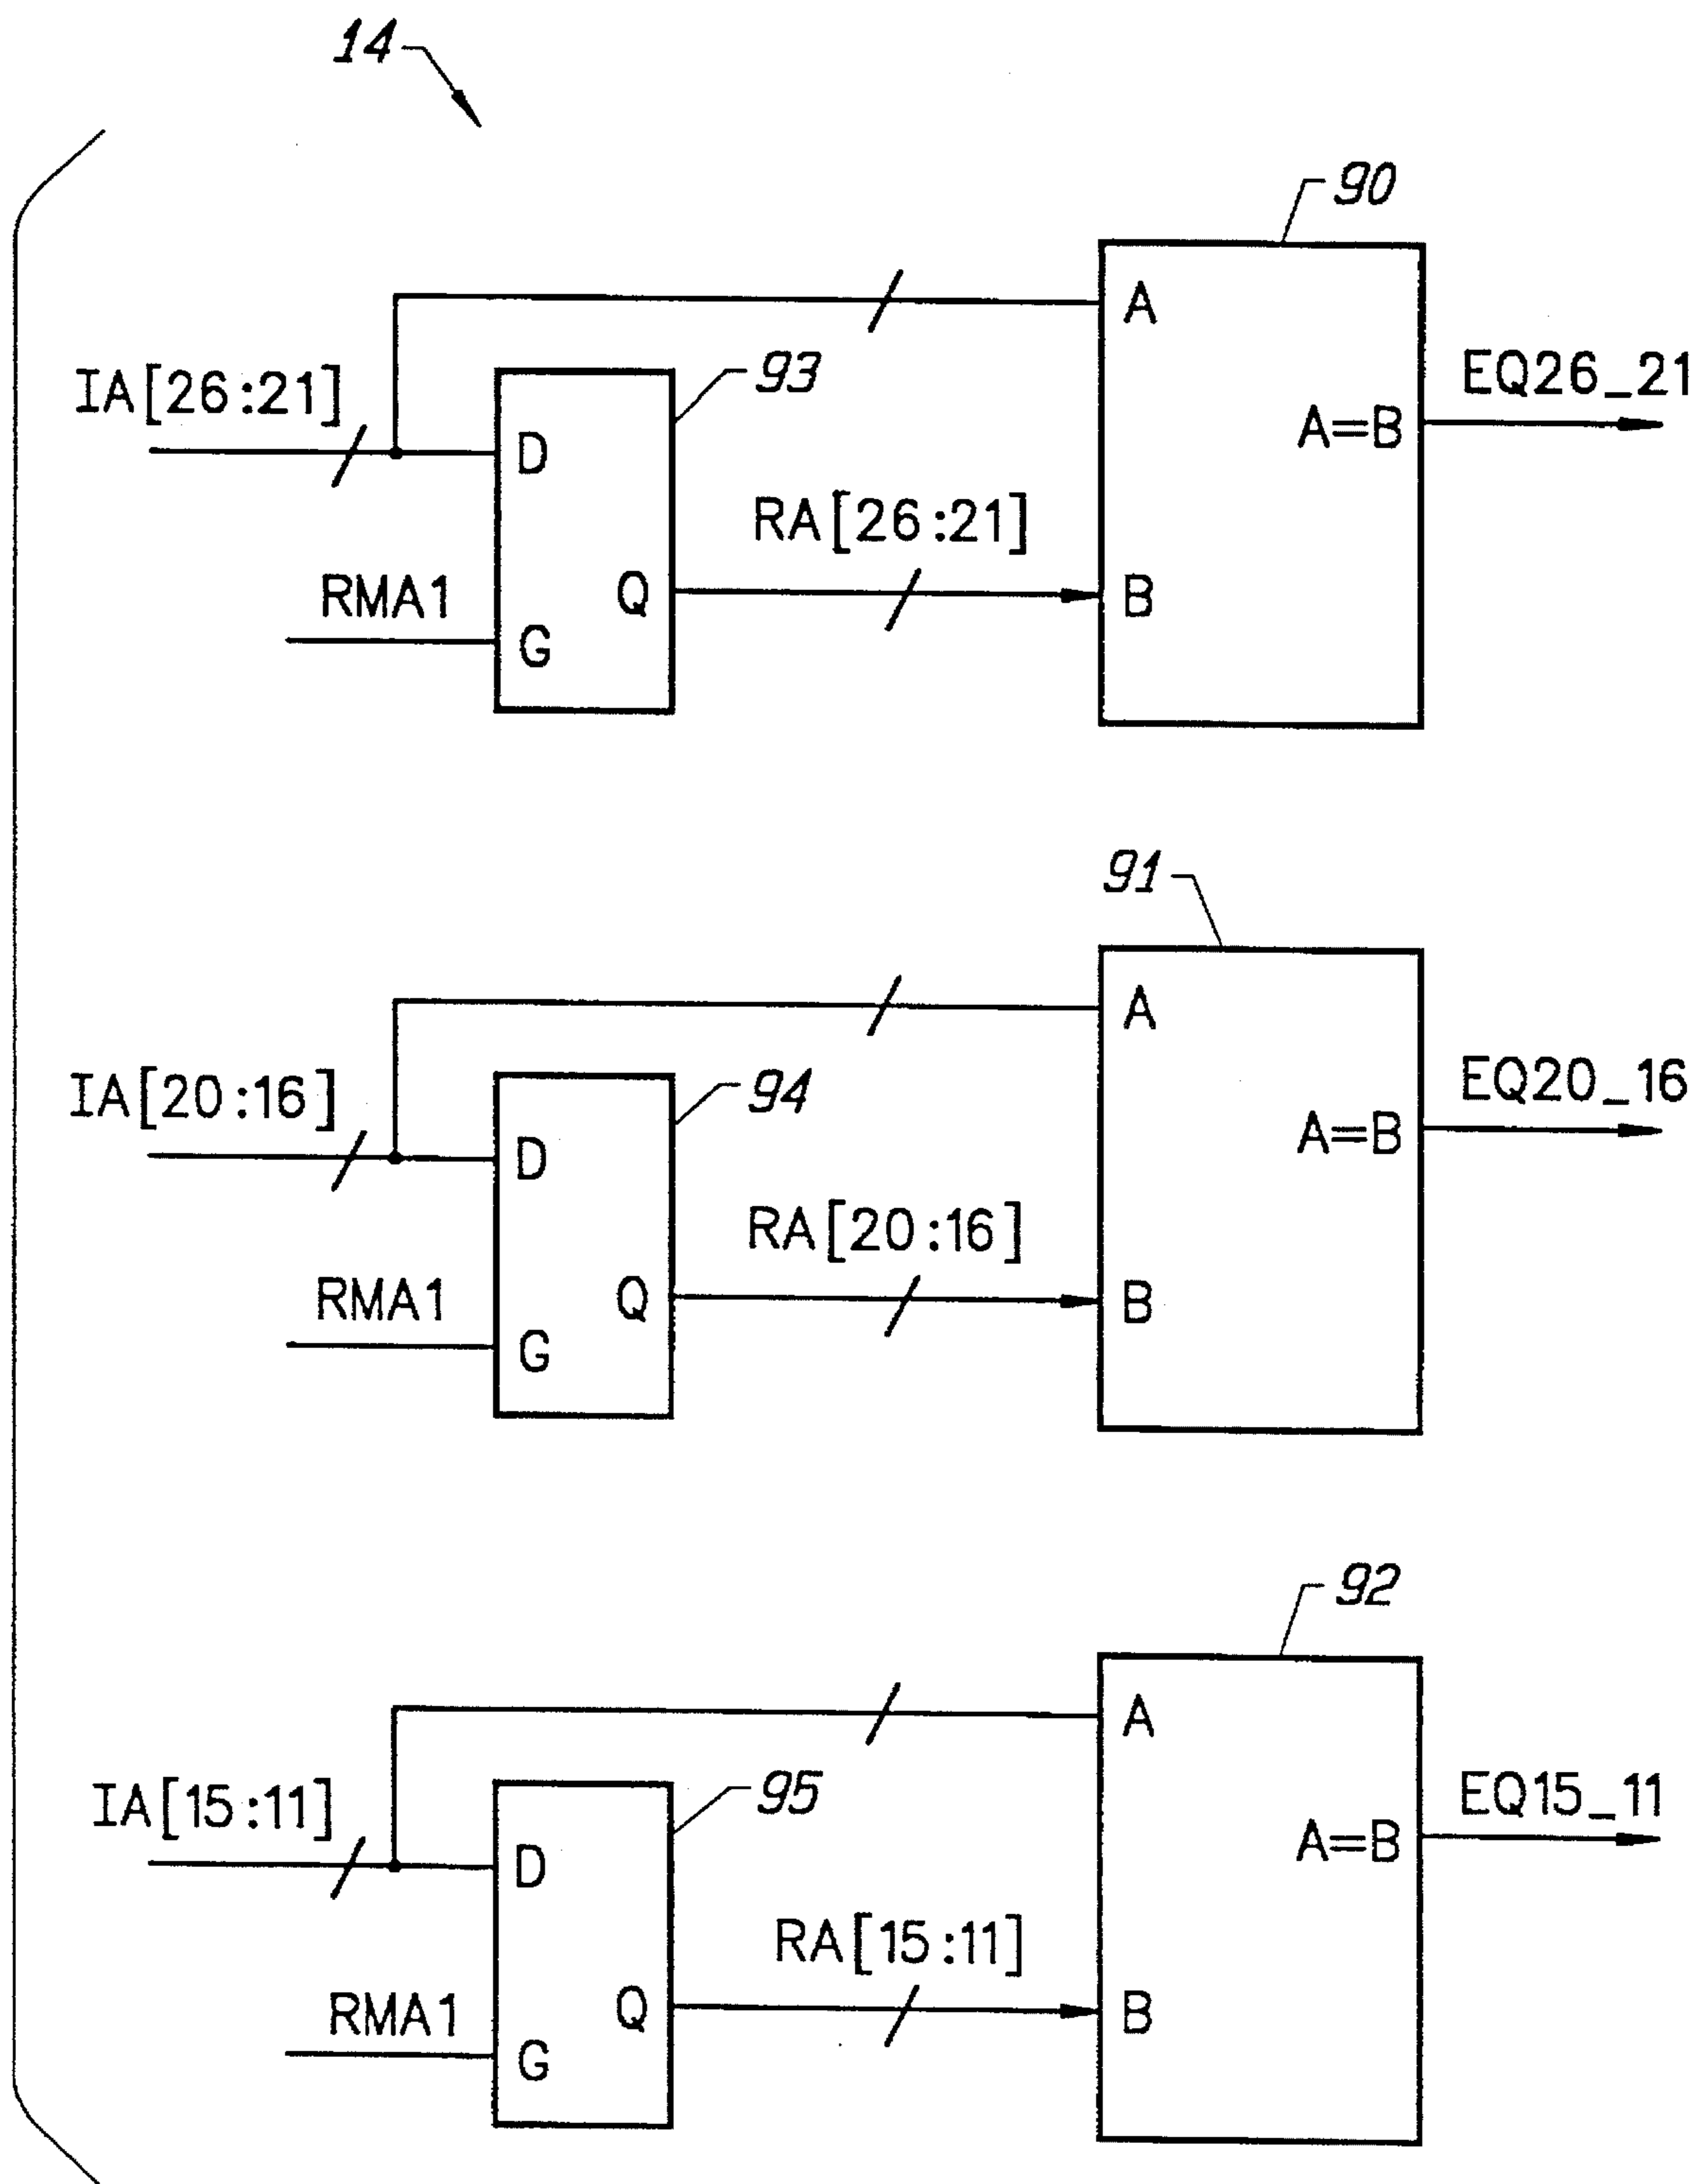 14
90
A
IA[26:21]
93
EQ26_21
D
A=B
RA[26:21]
RMA1
Q
B
G
91
A
IA[20:16]
94
EQ20_16
D
A=B
RA[20:16]
RMA1
Q
B
G
92
A
IA[15:11]
95
EQ15_11
D
A=B
RA[15:11]
RMA1
Q
B
G